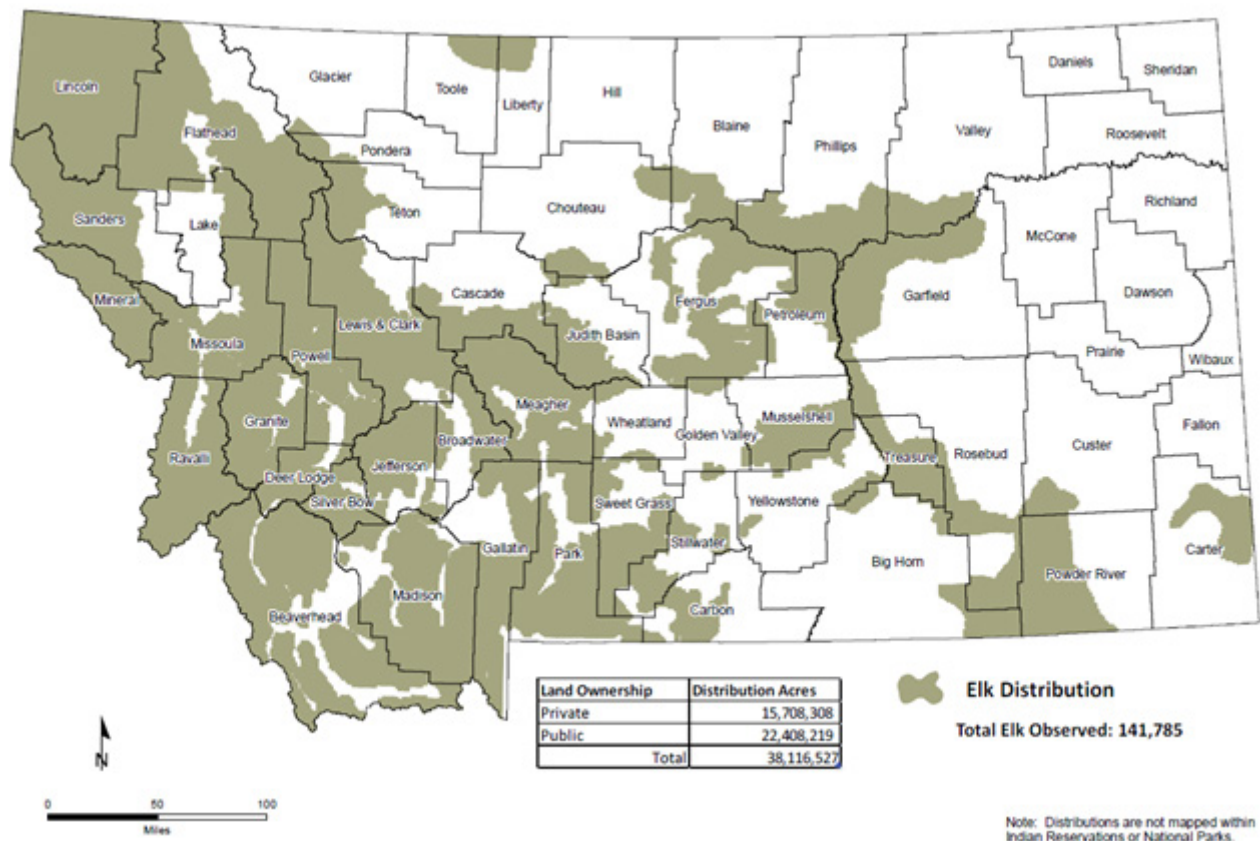 Lincoln
Flathead
Glacier
Toole
Liberty
Hill
Blaine
Phillips
Valley
Daniels
Sheridan
Roosevelt
Pondera
Teton
Chouteau
Richland
McCone
Dawson
Sanders
Lake
Cascade
Fergus
Petroleum
Garfield
Prairie
Wibaux
Mineral
Missoula
Powell
Lewis & Clark
Judith Basin
Meagher
Wheatland
Golden Valley
Musselshell
Treasure
Rosebud
Custer
Fallon
Granite
Ravalli
Deer Lodge
Silver Bow
Jefferson
Broadwater
Gallatin
Park
Sweet Grass
Stillwater
Yellowstone
Big Horn
Powder River
Carter
Beaverhead
Madison
Carbon
Land Ownership Distribution Acres
Private 15,708,308
Public 22,408,219
Total 38,116,527
Elk Distribution
Total Elk Observed: 141,785
N
0 50 100
Miles
Note: Distributions are not mapped within
Indian Reservations or National Parks.